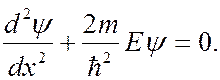 d²ψ/dx² + 2m/ħ² Eψ = 0.